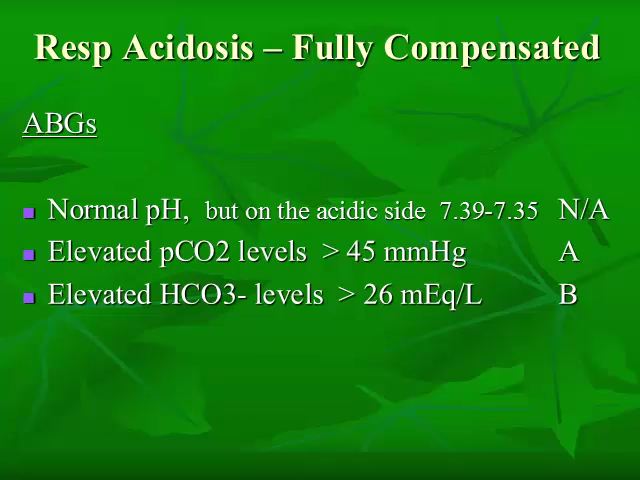 Resp Acidosis – Fully Compensated
ABGs
Normal pH, but on the acidic side 7.39-7.35 N/A
Elevated pCO2 levels > 45 mmHg A
Elevated HCO3- levels > 26 mEq/L B